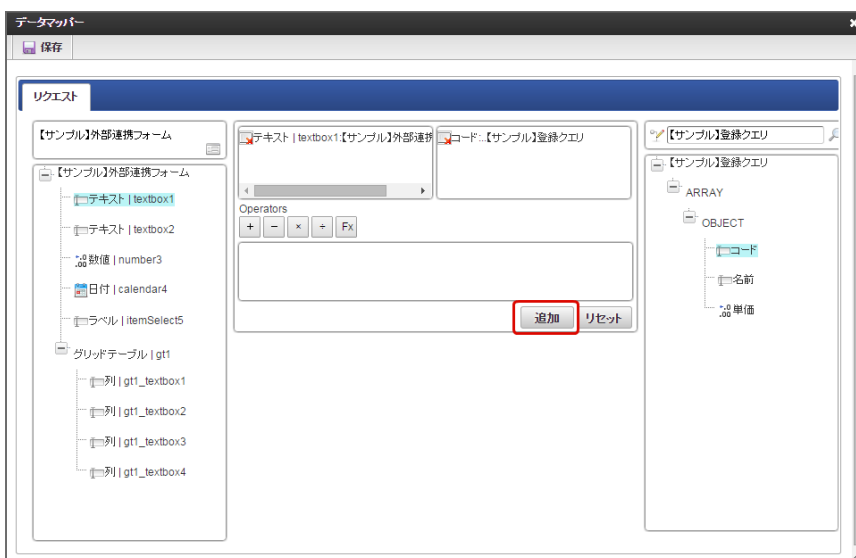 データマッパー
保存
リクエスト
【サンプル】外部連携フォーム
【サンプル】外部連携フォーム
テキスト | textbox1
テキスト | textbox2
数値 | number3
日付 | calendar4
ラベル | itemSelect5
グリッドテーブル | gt1
列 | gt1_textbox1
列 | gt1_textbox2
列 | gt1_textbox3
列 | gt1_textbox4
テキスト | textbox1:【サンプル】外部連携
コード:..【サンプル】登録クエリ
Operators
+ − × ÷ Fx
追加 リセット
【サンプル】登録クエリ
【サンプル】登録クエリ
ARRAY
OBJECT
コード
名前
単価